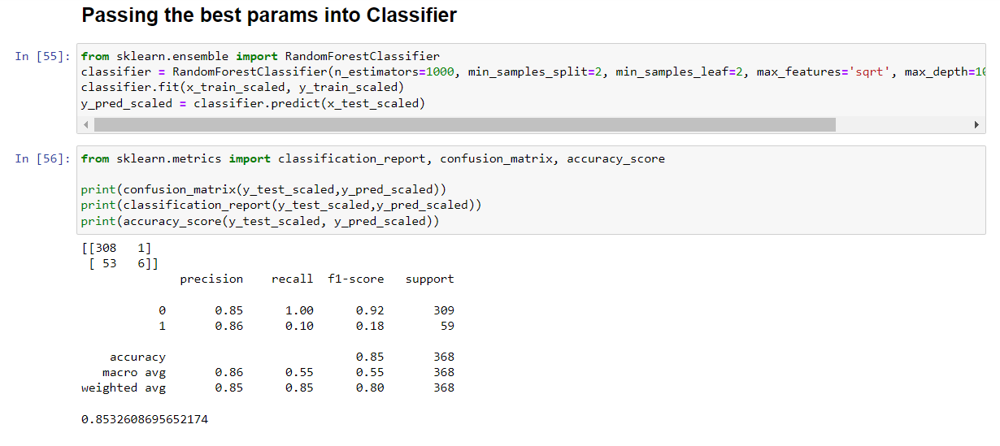 Passing the best params into Classifier
In [55]:
from sklearn.ensemble import RandomForestClassifier
classifier = RandomForestClassifier(n_estimators=1000, min_samples_split=2, min_samples_leaf=2, max_features='sqrt', max_depth=10
classifier.fit(x_train_scaled, y_train_scaled)
y_pred_scaled = classifier.predict(x_test_scaled)
In [56]:
from sklearn.metrics import classification_report, confusion_matrix, accuracy_score
print(confusion_matrix(y_test_scaled,y_pred_scaled))
print(classification_report(y_test_scaled,y_pred_scaled))
print(accuracy_score(y_test_scaled, y_pred_scaled))
[[308   1]
 [ 53   6]]
              precision    recall  f1-score   support
           0       0.85      1.00      0.92       309
           1       0.86      0.10      0.18        59
    accuracy                           0.85       368
   macro avg       0.86      0.55      0.55       368
weighted avg       0.85      0.85      0.80       368
0.8532608695652174